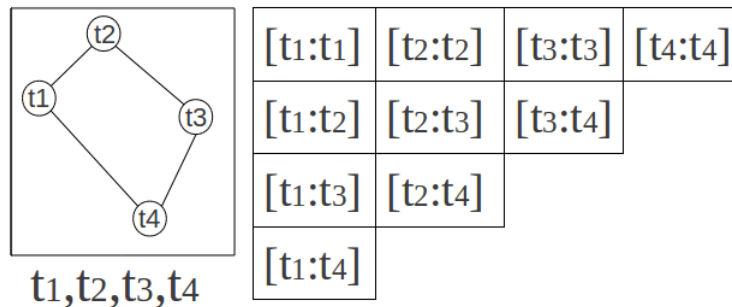 t2
t1
t3
t4
t1,t2,t3,t4
[t1:t1] [t2:t2] [t3:t3] [t4:t4]
[t1:t2] [t2:t3] [t3:t4]
[t1:t3] [t2:t4]
[t1:t4]